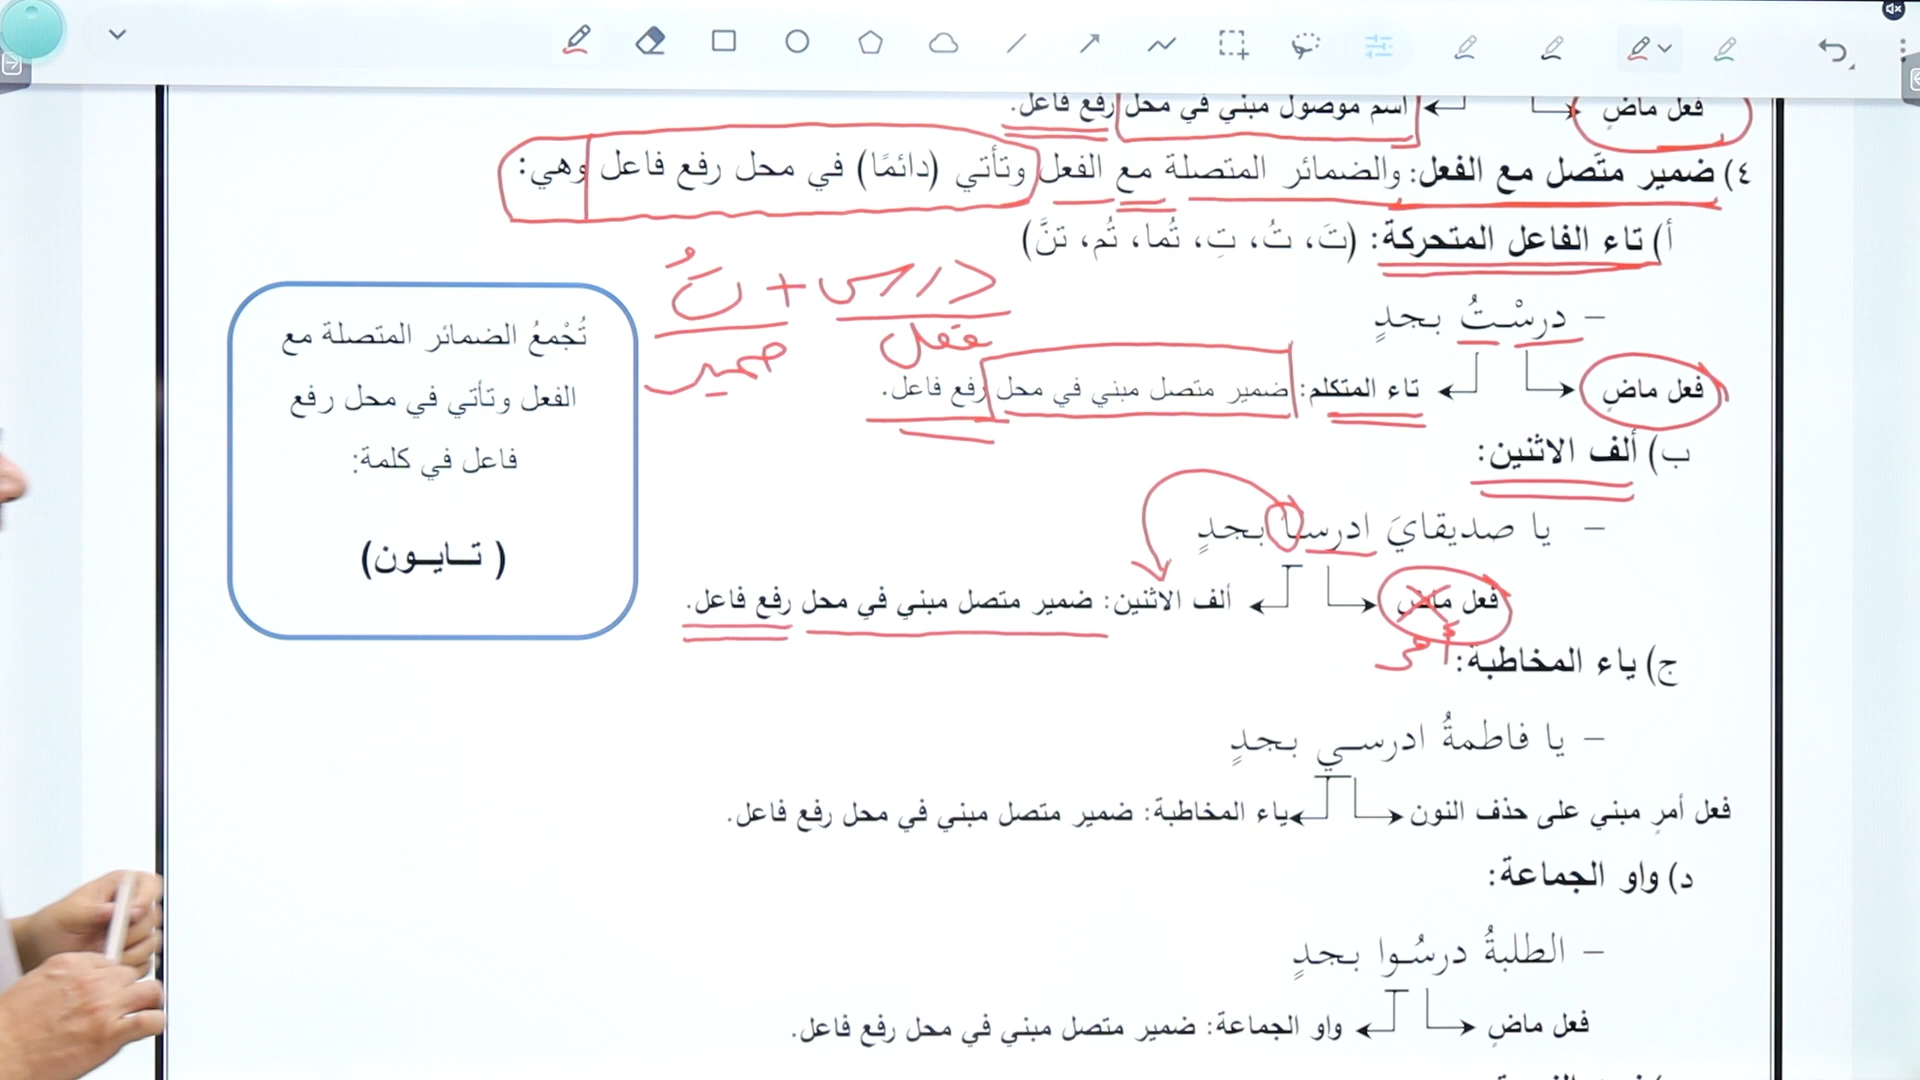 فعل ماضٍ اسم موصول مبني في محل رفع فاعل.
٤) ضمير متّصل مع الفعل: والضمائر المتصلة مع الفعل وتأتي (دائمًا) في محل رفع فاعل وهي:
أ) تاء الفاعل المتحركة: (تَ، تُ، تِ، تُما، تُم، تنَّ)
درس + تُ
فعل ضمير
– درسْتُ بجدٍ
فعل ماضٍ تاء المتكلم: ضمير متصل مبني في محل رفع فاعل.
ب) ألف الاثنين:
– يا صديقايَ ادرسا بجدٍ
فعل ماضٍ ألف الاثنين: ضمير متصل مبني في محل رفع فاعل.
أمر
ج) ياء المخاطبة:
– يا فاطمةُ ادرسي بجدٍ
فعل أمرٍ مبني على حذف النون ياء المخاطبة: ضمير متصل مبني في محل رفع فاعل.
د) واو الجماعة:
– الطلبةُ درسُوا بجدٍ
فعل ماضٍ واو الجماعة: ضمير متصل مبني في محل رفع فاعل.
تُجْمعُ الضمائر المتصلة مع
الفعل وتأتي في محل رفع
فاعل في كلمة:
(تــايــون)